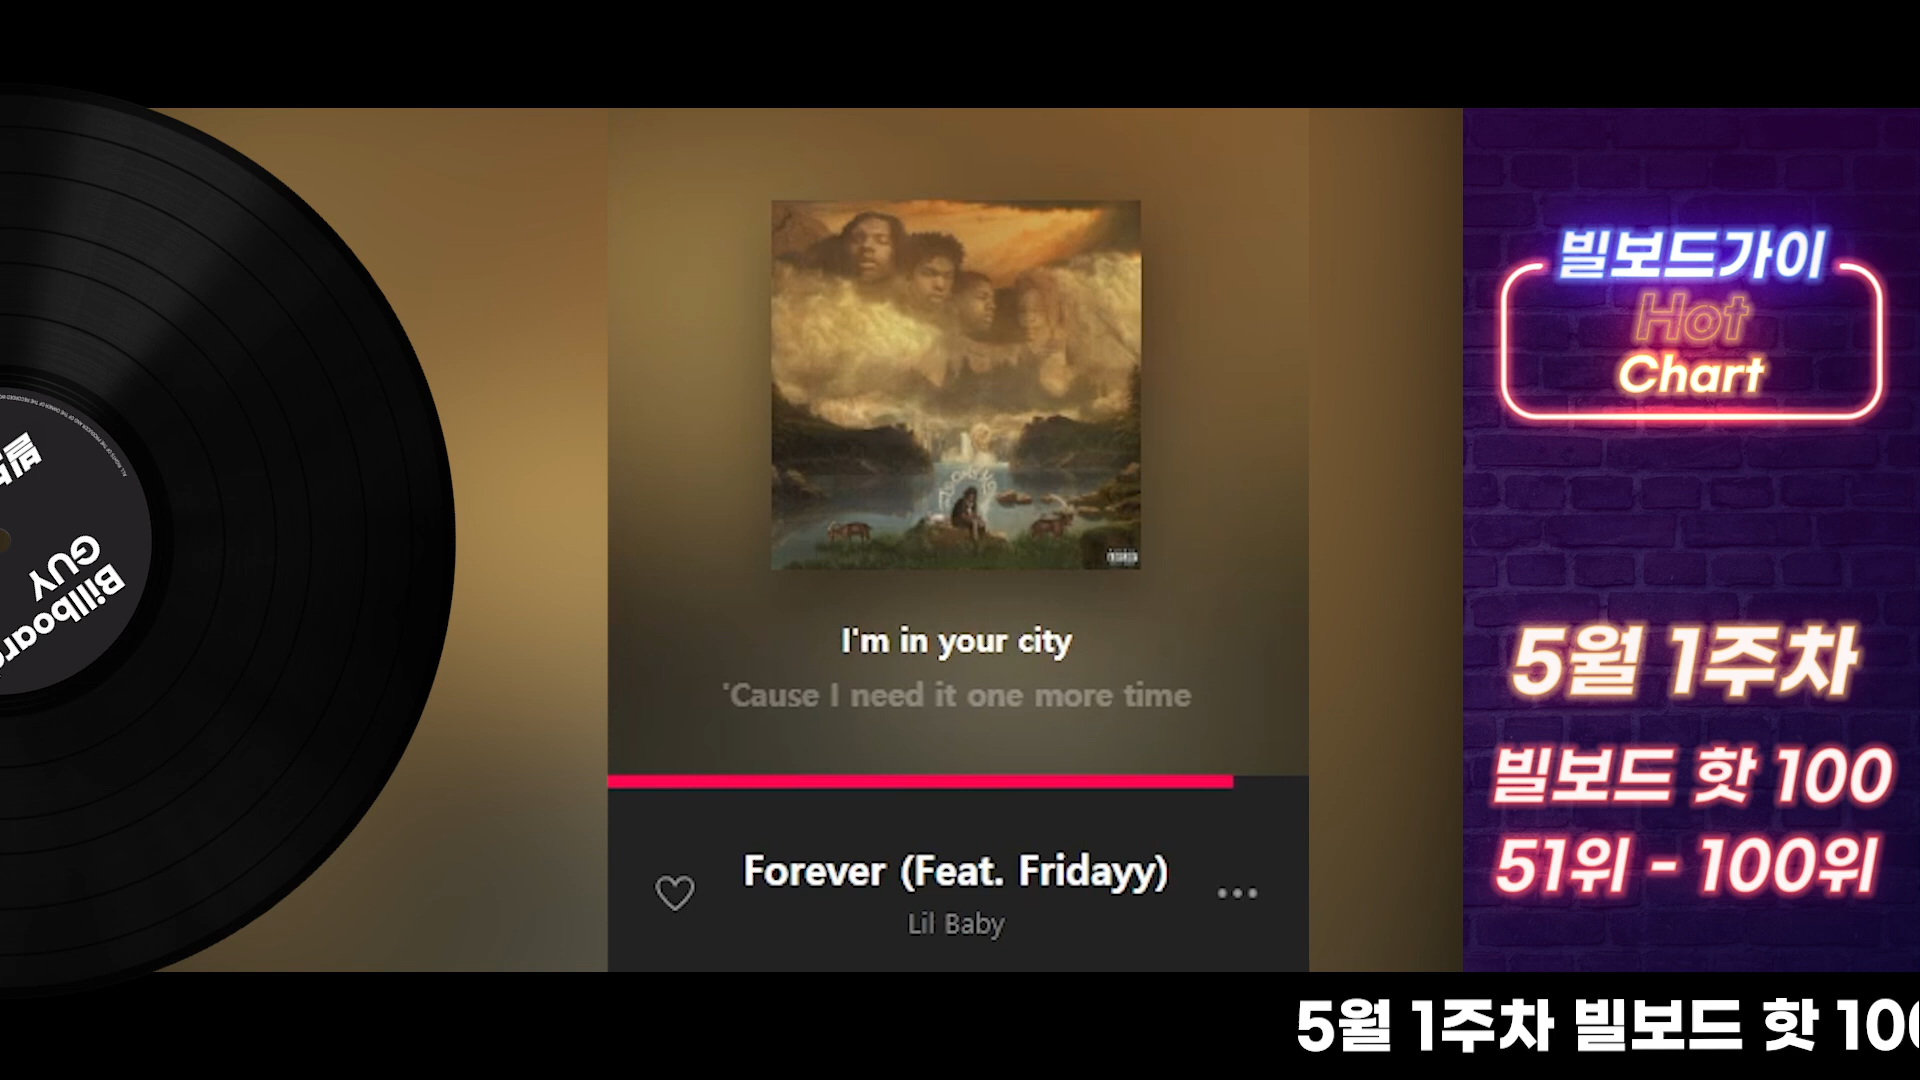 I'm in your city
'Cause I need it one more time
Forever (Feat. Fridayy)
Lil Baby
Billboard
GUY
빌보드가이
Hot
Chart
5월 1주차
빌보드 핫 100
51위 - 100위
5월 1주차 빌보드 핫 100